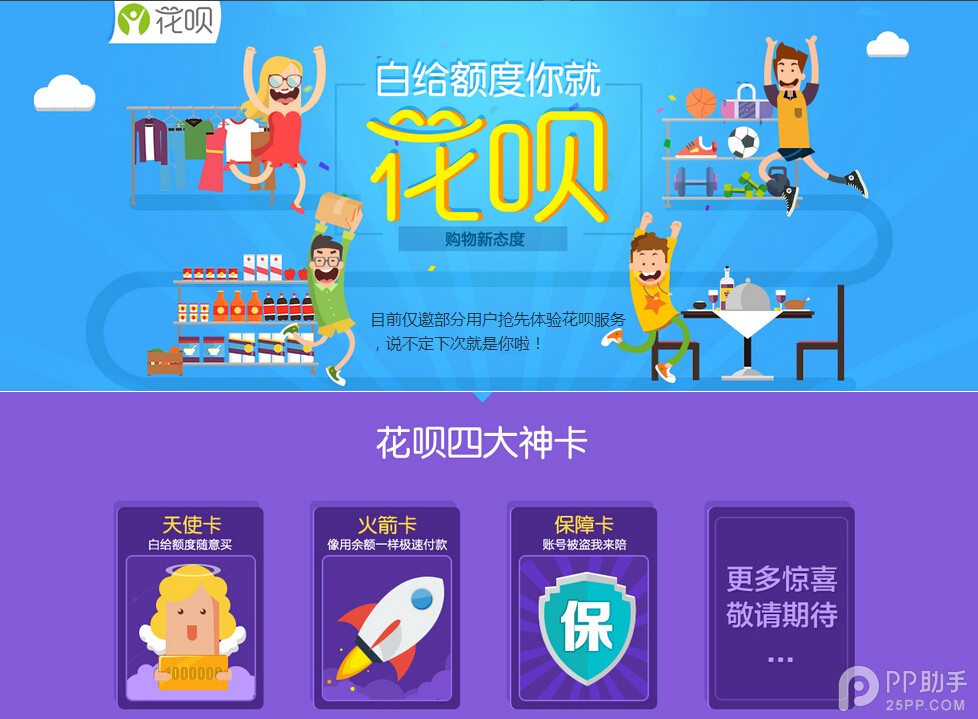 花呗
白给额度你就
花呗
购物新态度
目前仅邀部分用户抢先体验花呗服务
，说不定下次就是你啦！
花呗四大神卡
天使卡
白给额度随意买
1000000
火箭卡
像用余额一样极速付款
保障卡
账号被盗我来陪
保
更多惊喜
敬请期待
...
PP助手
25PP.COM